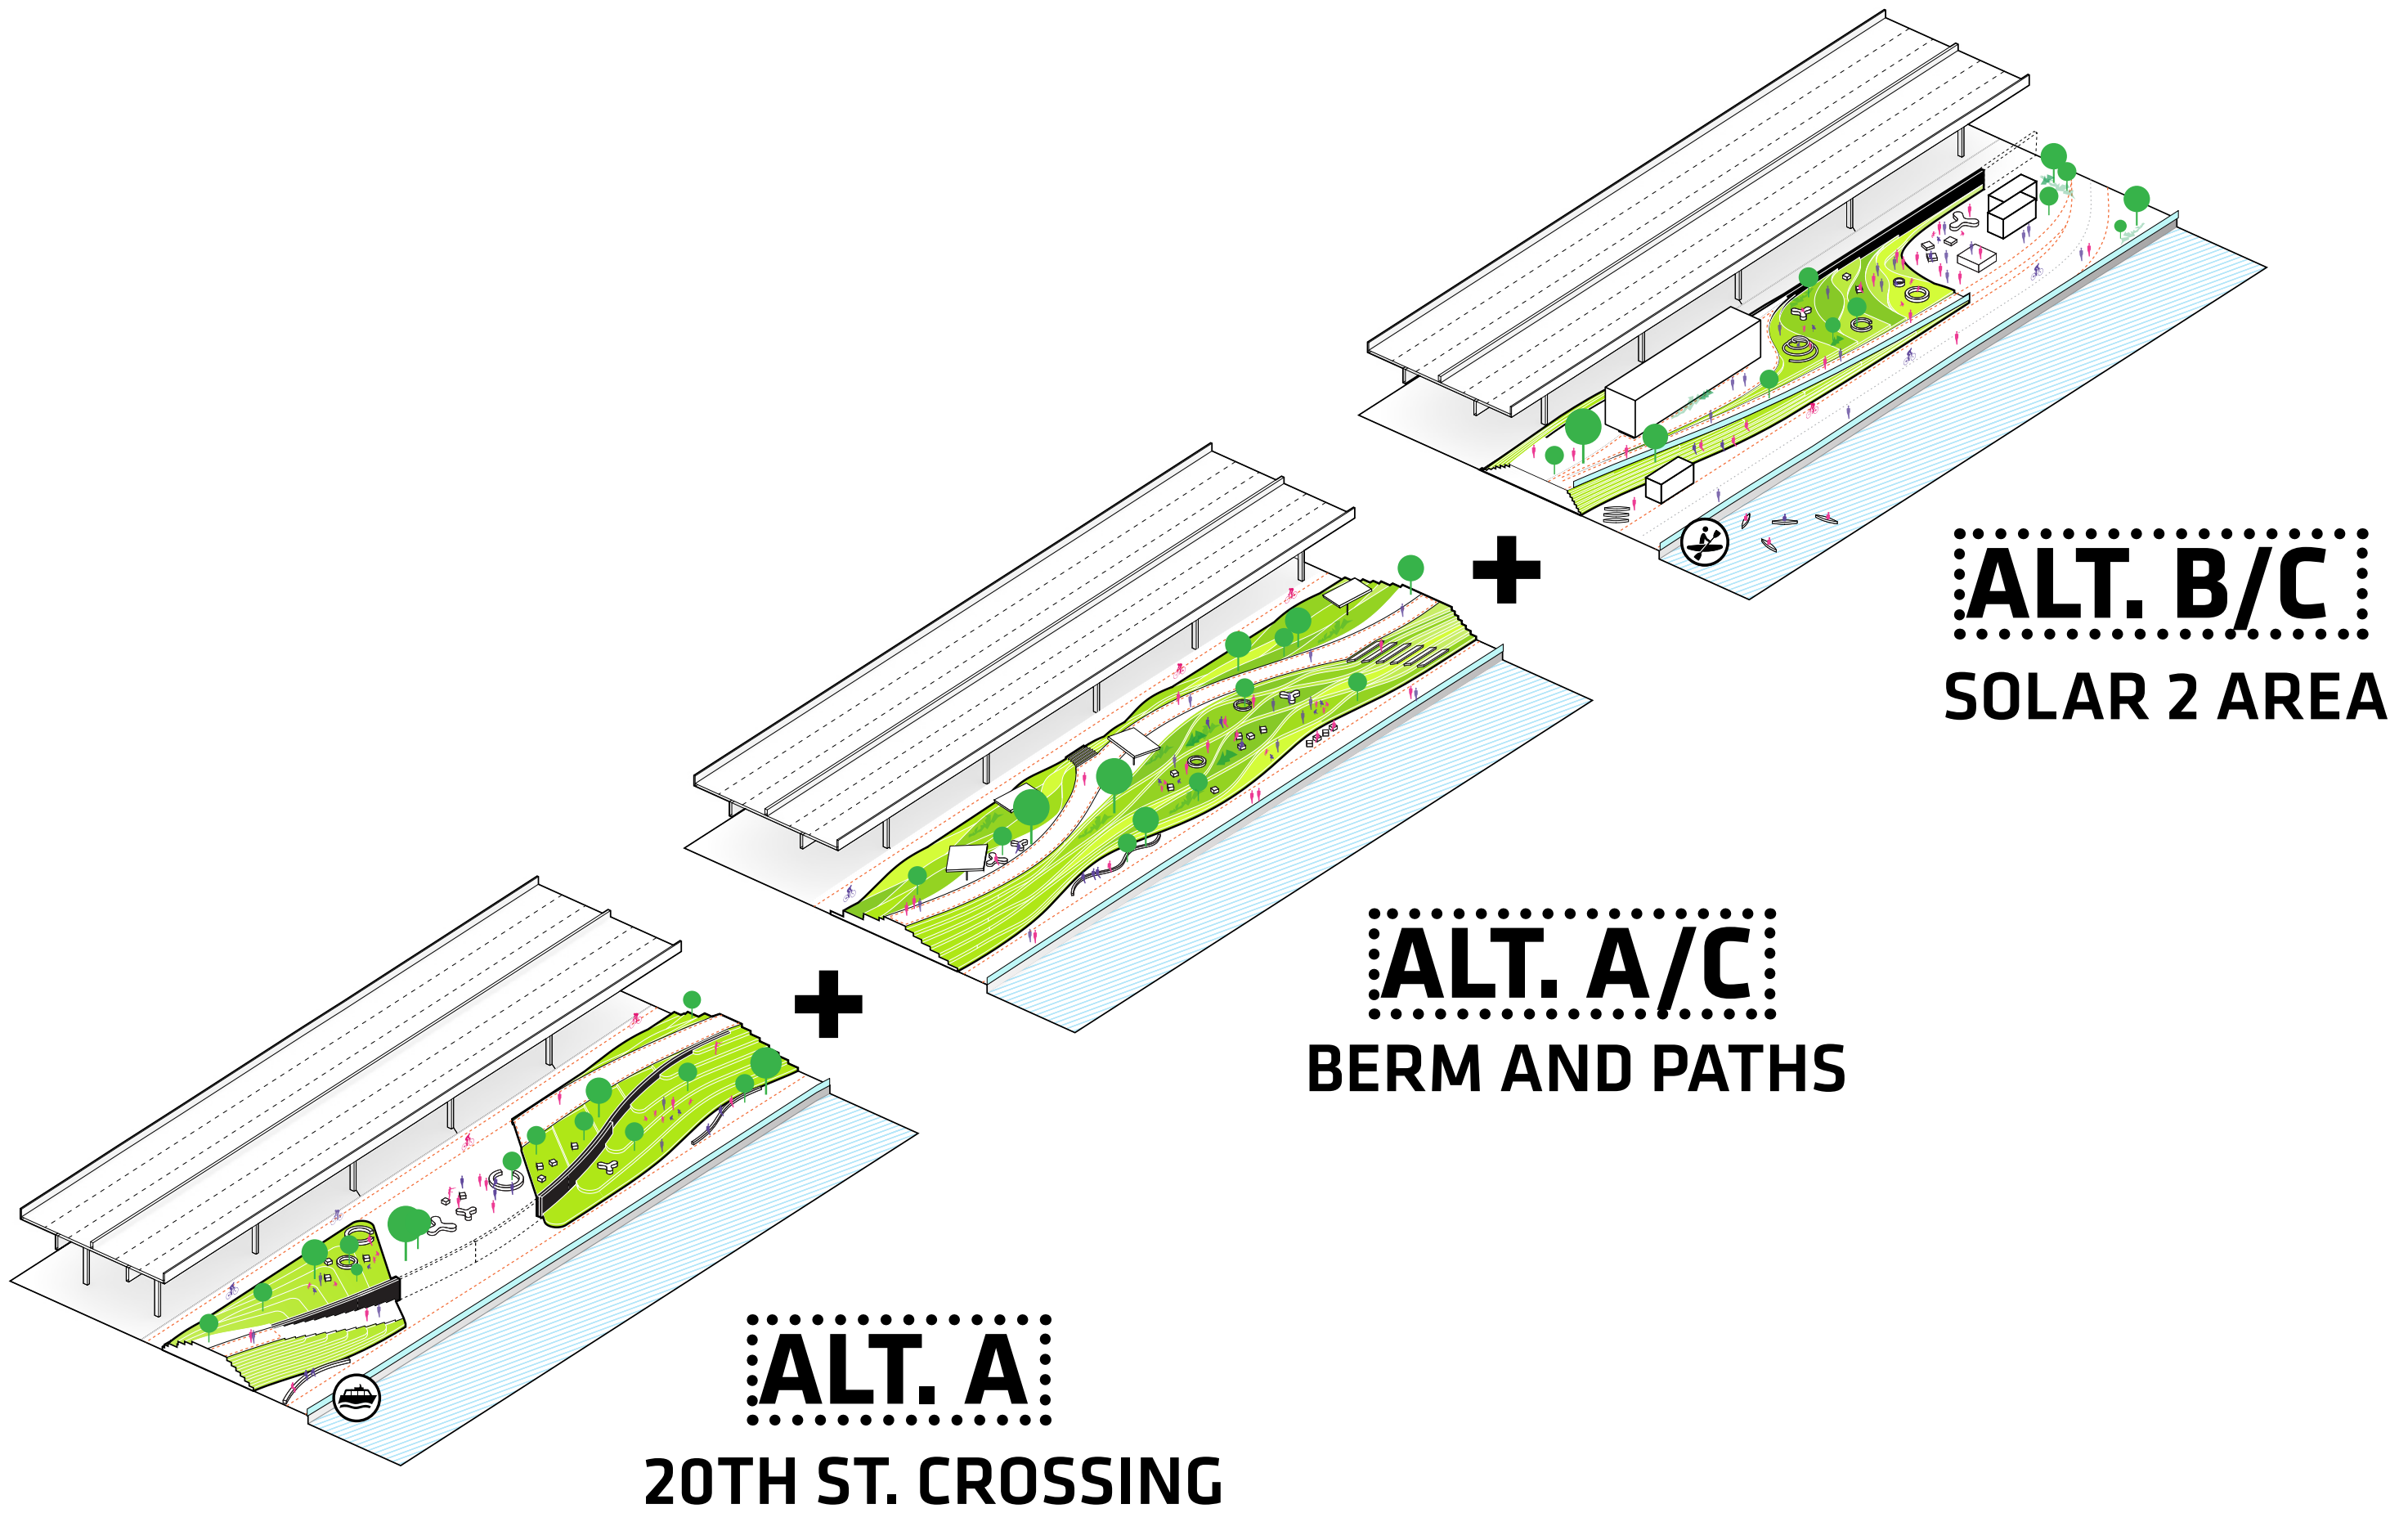 ALT. B/C
SOLAR 2 AREA
+
ALT. A/C
BERM AND PATHS
+
ALT. A
20TH ST. CROSSING